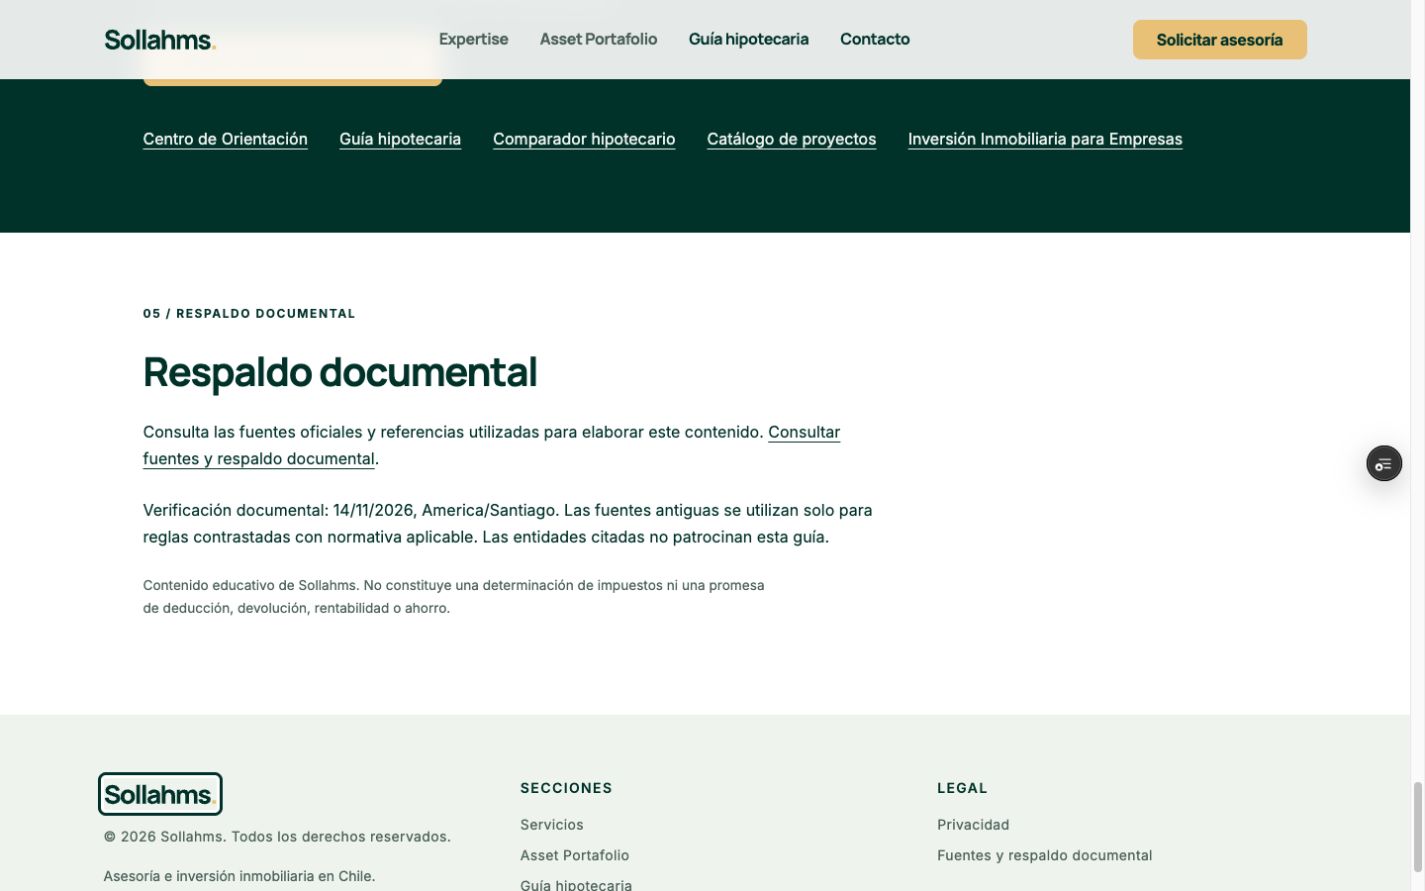 Sollahms.
Expertise
Asset Portafolio
Guía hipotecaria
Contacto
Solicitar asesoría
Centro de Orientación
Guía hipotecaria
Comparador hipotecario
Catálogo de proyectos
Inversión Inmobiliaria para Empresas
05 / RESPALDO DOCUMENTAL
Respaldo documental
Consulta las fuentes oficiales y referencias utilizadas para elaborar este contenido. Consultar
fuentes y respaldo documental.
Verificación documental: 14/11/2026, America/Santiago. Las fuentes antiguas se utilizan solo para
reglas contrastadas con normativa aplicable. Las entidades citadas no patrocinan esta guía.
Contenido educativo de Sollahms. No constituye una determinación de impuestos ni una promesa
de deducción, devolución, rentabilidad o ahorro.
Sollahms.
© 2026 Sollahms. Todos los derechos reservados.
Asesoría e inversión inmobiliaria en Chile.
SECCIONES
Servicios
Asset Portafolio
Guía hipotecaria
LEGAL
Privacidad
Fuentes y respaldo documental